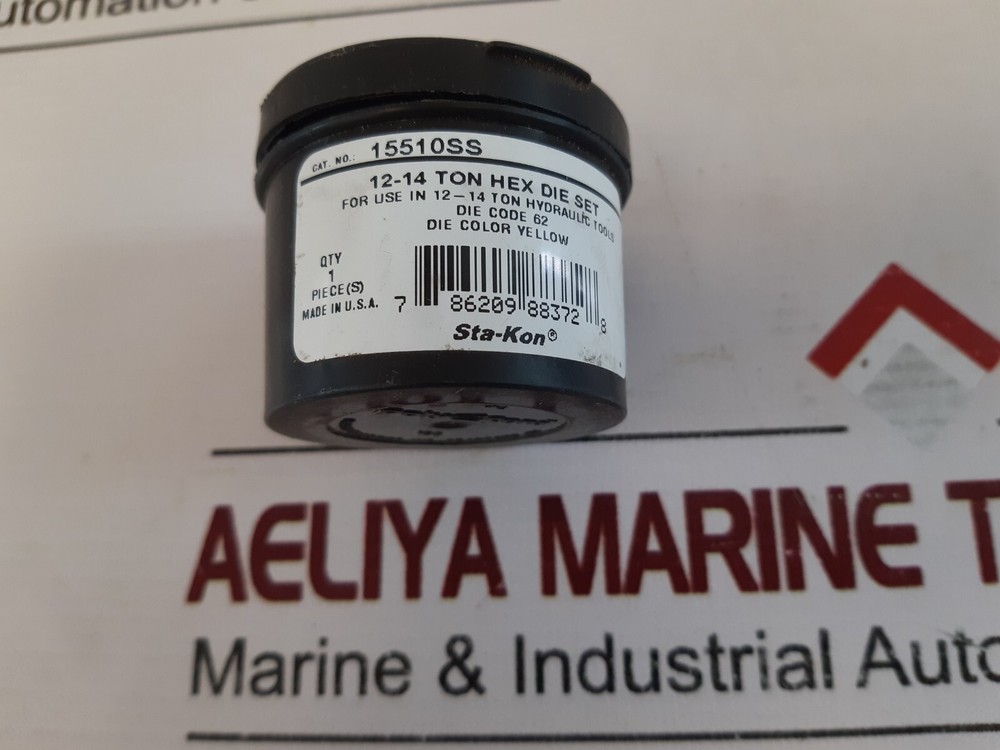 utomation
CAT. NO.: 15510SS
12-14 TON HEX DIE SET
FOR USE IN 12-14 TON HYDRAULIC TOOLS
DIE CODE 62
DIE COLOR YELLOW
QTY
1
PIECE(S)
MADE IN U.S.A.
7 86209 88372 8
Sta-Kon®
AELIYA MARINE T
Marine & Industrial Auto